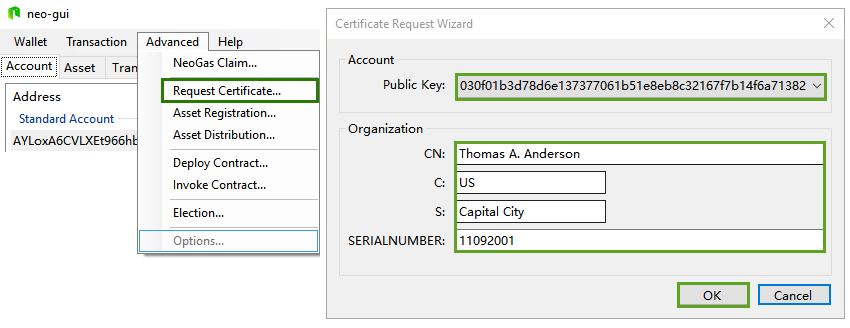 neo-gui
Wallet Transaction Advanced Help
Account Asset Tran
Address
Standard Account
AYLoxA6CVLXEt966hb
NeoGas Claim...
Request Certificate...
Asset Registration...
Asset Distribution...
Deploy Contract...
Invoke Contract...
Election...
Options...
Certificate Request Wizard
Account
Public Key: 030f01b3d78d6e137377061b51e8eb8c32167f7b14f6a71382
Organization
CN: Thomas A. Anderson
C: US
S: Capital City
SERIALNUMBER: 11092001
OK Cancel